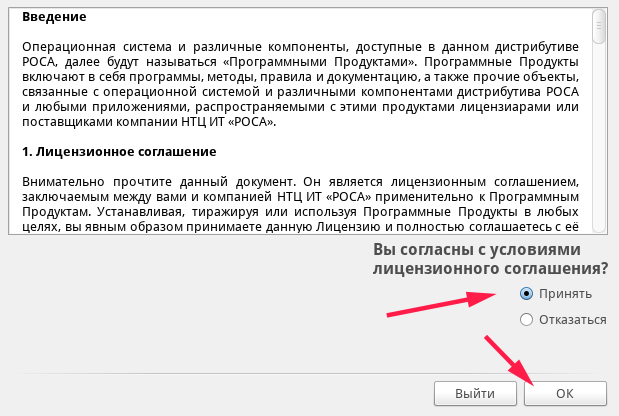 Введение
Операционная система и различные компоненты, доступные в данном дистрибутиве
РОСА, далее будут называться «Программными Продуктами». Программные Продукты
включают в себя программы, методы, правила и документацию, а также прочие объекты,
связанные с операционной системой и различными компонентами дистрибутива РОСА
и любыми приложениями, распространяемыми с этими продуктами лицензиарами или
поставщиками компании НТЦ ИТ «РОСА».
1. Лицензионное соглашение
Внимательно прочтите данный документ. Он является лицензионным соглашением,
заключаемым между вами и компанией НТЦ ИТ «РОСА» применительно к Программным
Продуктам. Устанавливая, тиражируя или используя Программные Продукты в любых
целях, вы явным образом принимаете данную Лицензию и полностью соглашаетесь с её
Вы согласны с условиями
лицензионного соглашения?
Принять
Отказаться
Выйти
OK